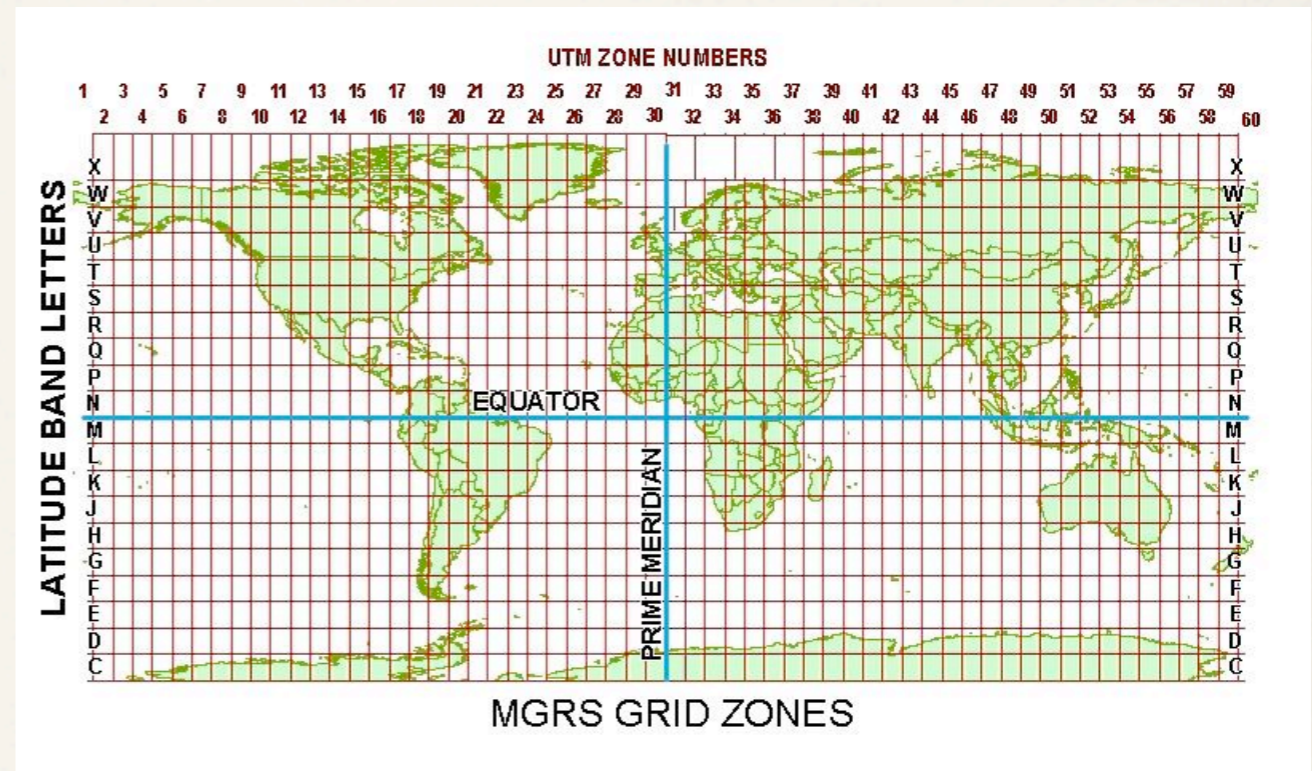 UTM ZONE NUMBERS
1 3 5 7 9 11 13 15 17 19 21 23 25 27 29 31 33 35 37 39 41 43 45 47 49 51 53 55 57 59
2 4 6 8 10 12 14 16 18 20 22 24 26 28 30 32 34 36 38 40 42 44 46 48 50 52 54 56 58 60
LATITUDE BAND LETTERS
X X
W W
V V
U U
T T
S S
R R
Q Q
P P
N EQUATOR N
M M
L L
K K
J J
H H
G G
F F
E E
D D
C C
PRIME MERIDIAN
MGRS GRID ZONES